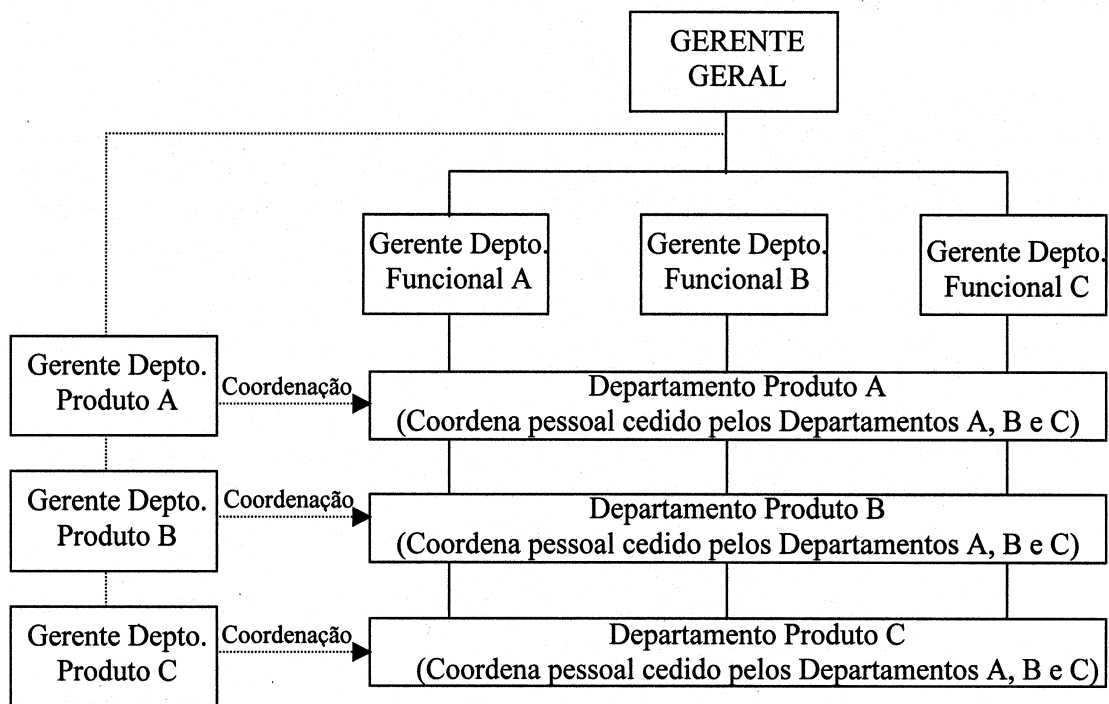 GERENTE
GERAL
Gerente Depto.
Funcional A
Gerente Depto.
Funcional B
Gerente Depto.
Funcional C
Gerente Depto.
Produto A
Coordenação
Departamento Produto A
(Coordena pessoal cedido pelos Departamentos A, B e C)
Gerente Depto.
Produto B
Coordenação
Departamento Produto B
(Coordena pessoal cedido pelos Departamentos A, B e C)
Gerente Depto.
Produto C
Coordenação
Departamento Produto C
(Coordena pessoal cedido pelos Departamentos A, B e C)